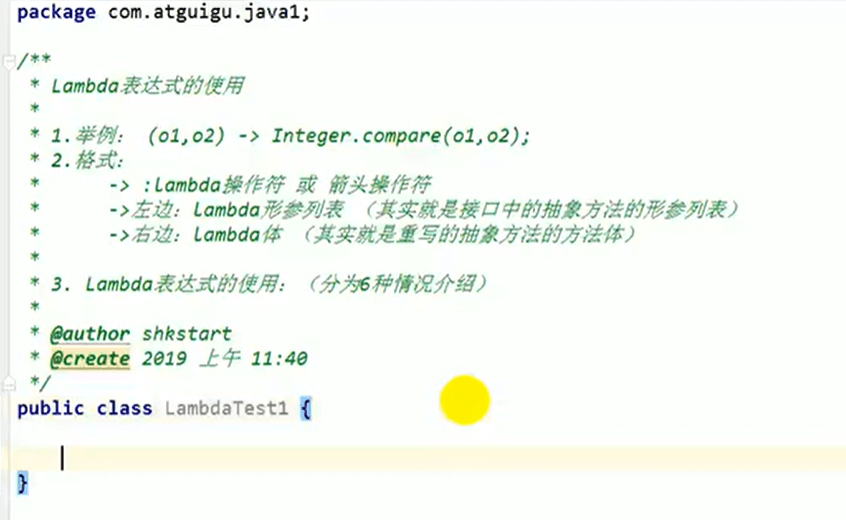 package com.atguigu.java1;
/**
* Lambda表达式的使用
*
* 1.举例： (o1,o2) -> Integer.compare(o1,o2);
* 2.格式：
* -> :Lambda操作符 或 箭头操作符
* ->左边：Lambda形参列表 （其实就是接口中的抽象方法的形参列表）
* ->右边：Lambda体 （其实就是重写的抽象方法的方法体）
*
* 3. Lambda表达式的使用：（分为6种情况介绍）
*
* @author shkstart
* @create 2019 上午 11:40
*/
public class LambdaTest1 {
}